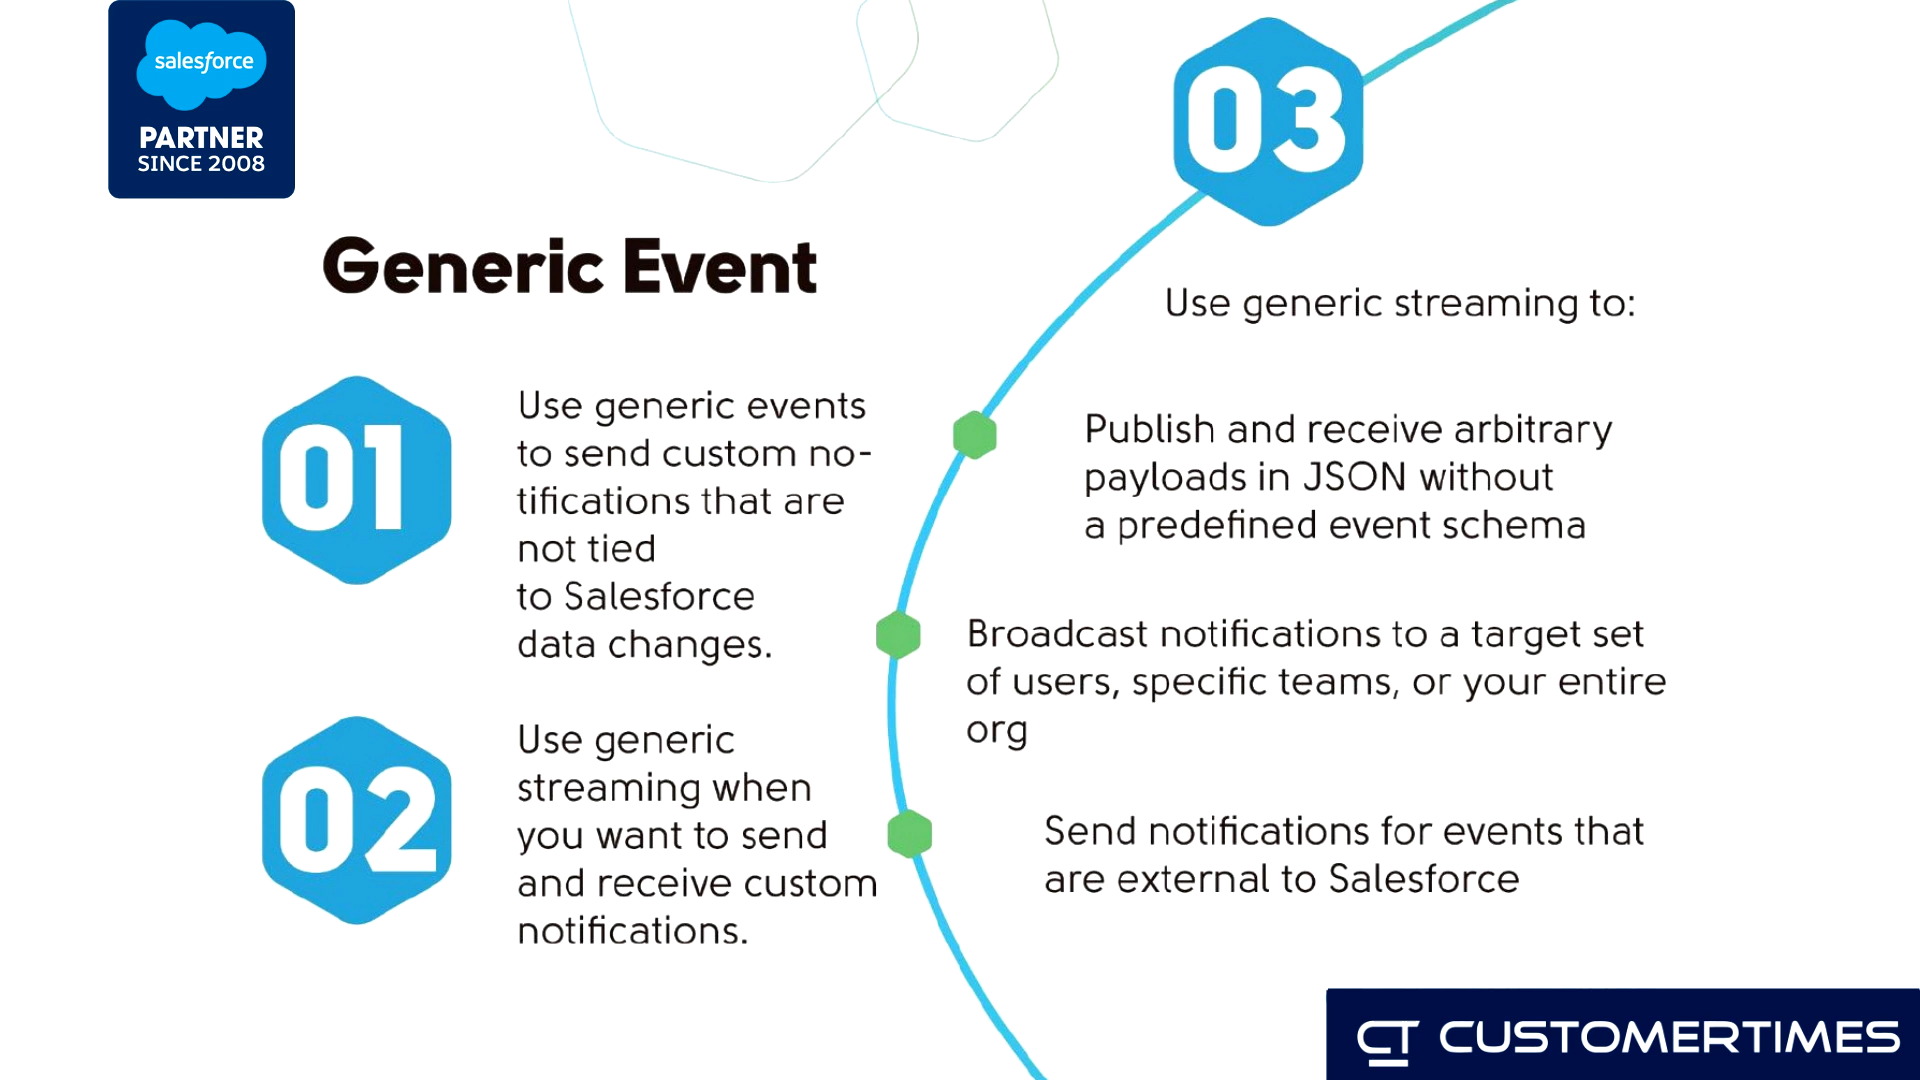 salesforce
PARTNER
SINCE 2008
Generic Event
01
Use generic events
to send custom no-
tifications that are
not tied
to Salesforce
data changes.
02
Use generic
streaming when
you want to send
and receive custom
notifications.
03
Use generic streaming to:
Publish and receive arbitrary
payloads in JSON without
a predefined event schema
Broadcast notifications to a target set
of users, specific teams, or your entire
org
Send notifications for events that
are external to Salesforce
CT CUSTOMERTIMES